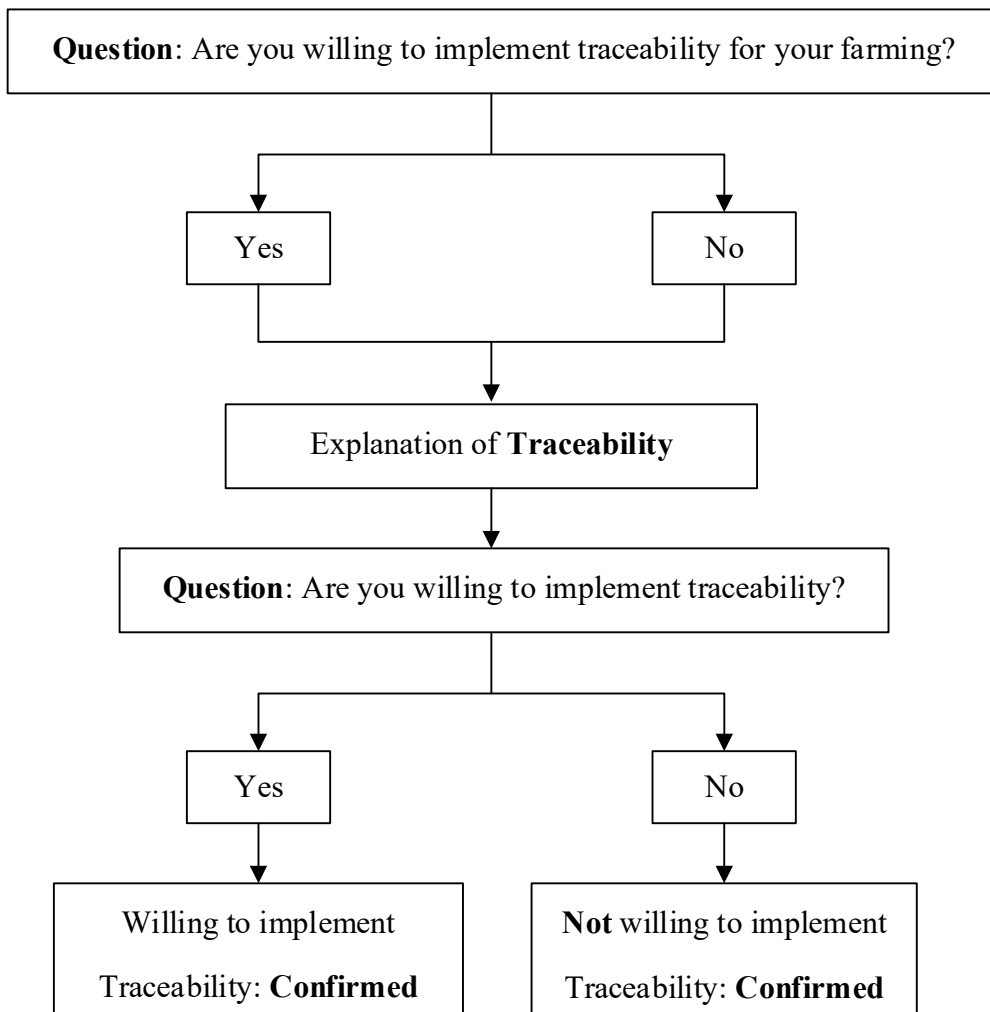 Question: Are you willing to implement traceability for your farming?
Yes
No
Explanation of Traceability
Question: Are you willing to implement traceability?
Yes
No
Willing to implement
Traceability: Confirmed
Not willing to implement
Traceability: Confirmed